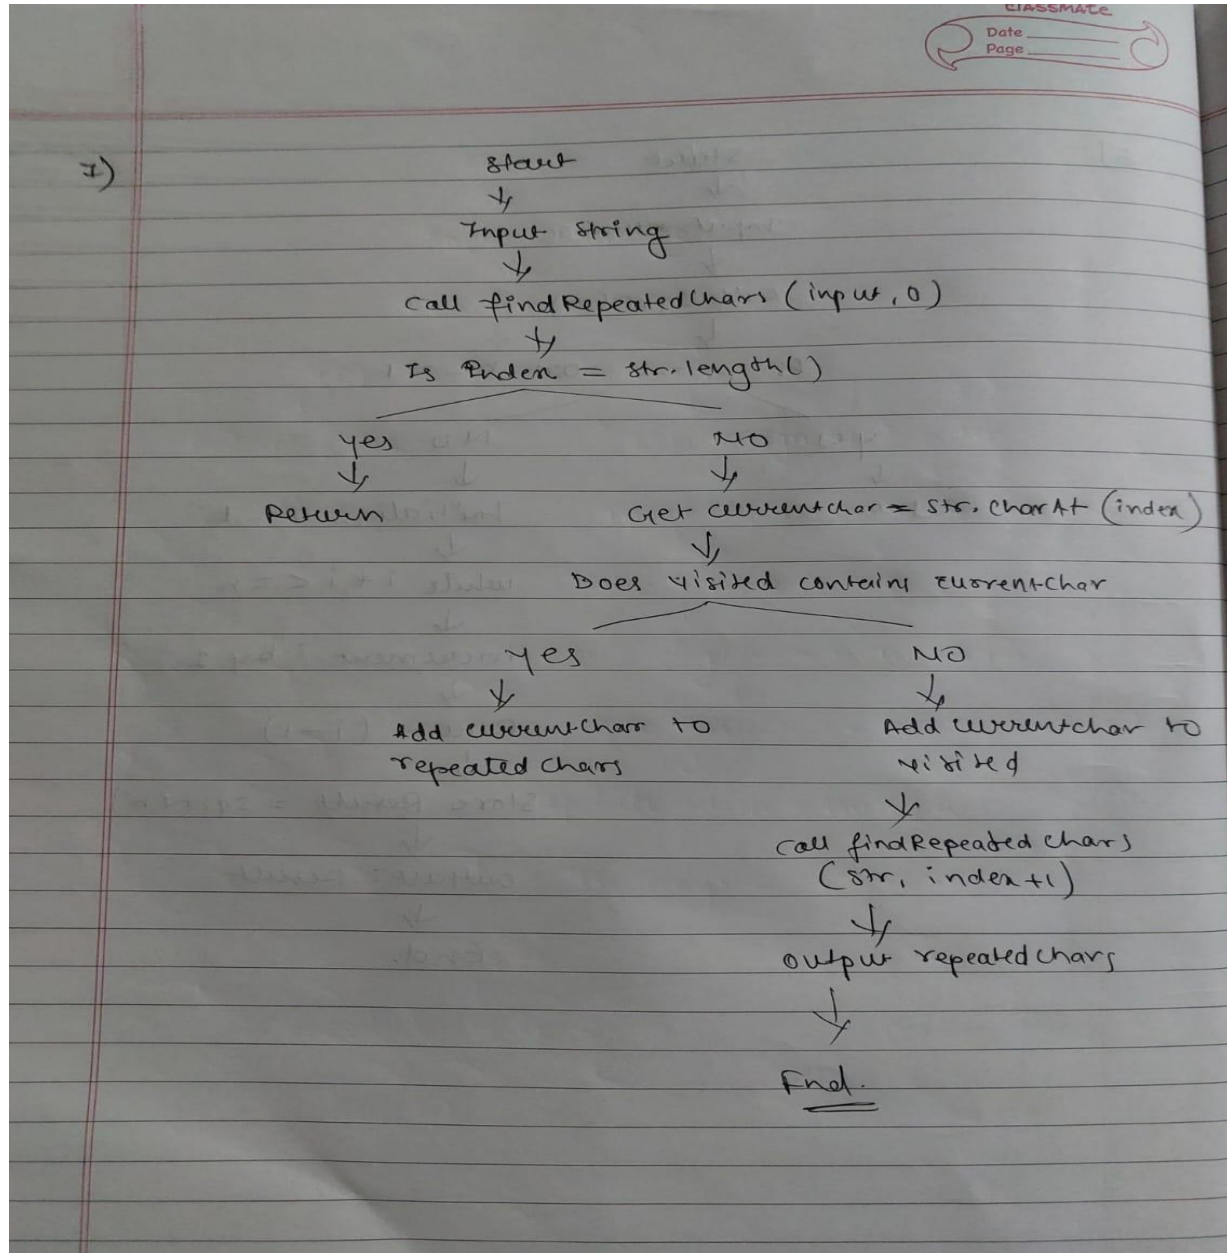 classmate
Date
Page
7)
Start
Input string
Call findRepeatedChars (input, 0)
Is Index = str.length()
Yes
NO
Return
Get currentchar = str.charAt (index)
Does visited contains currentChar
Yes
NO
Add currentChar to
repeated chars
Add currentchar to
visited
Call findRepeated chars
(str, index+1)
Output repeatedchars
End.